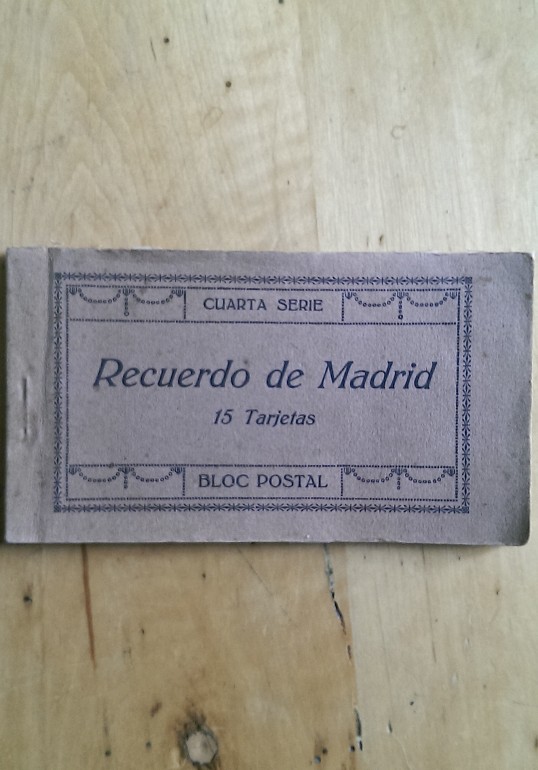 CUARTA SERIE
Recuerdo de Madrid
15 Tarjetas
BLOC POSTAL